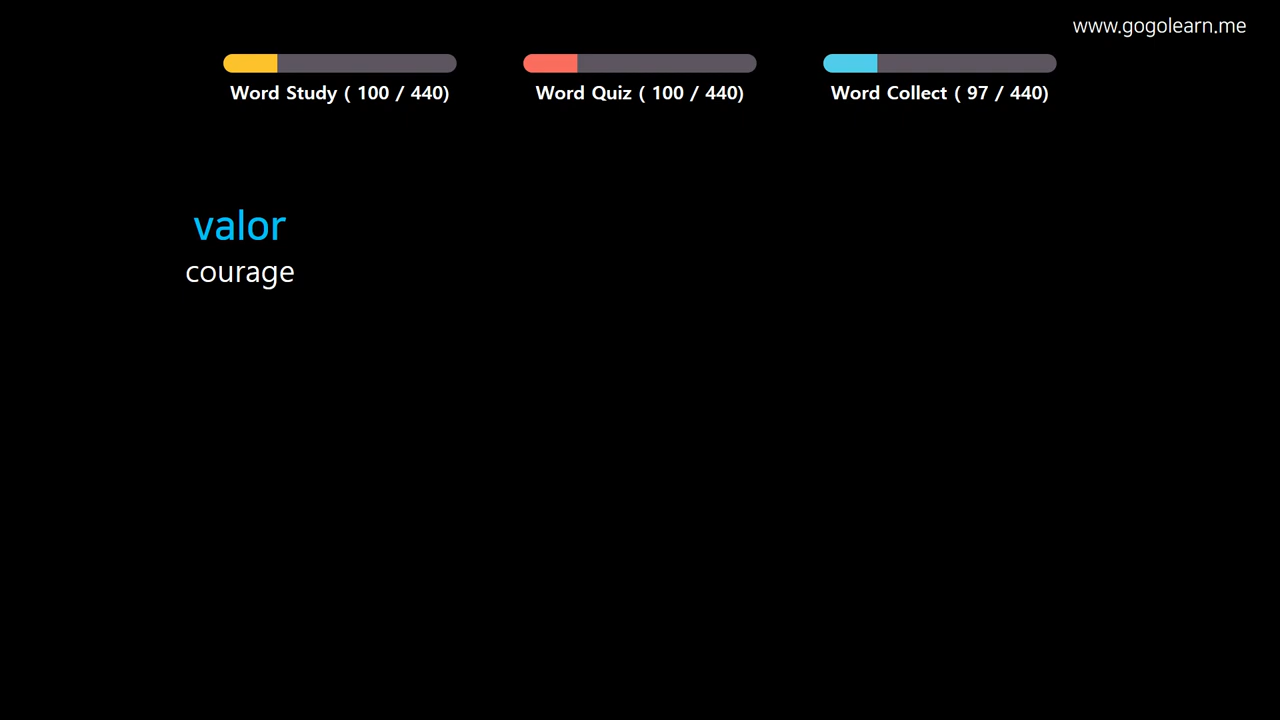 www.gogolearn.me
Word Study ( 100 / 440)
Word Quiz ( 100 / 440)
Word Collect ( 97 / 440)
valor
courage